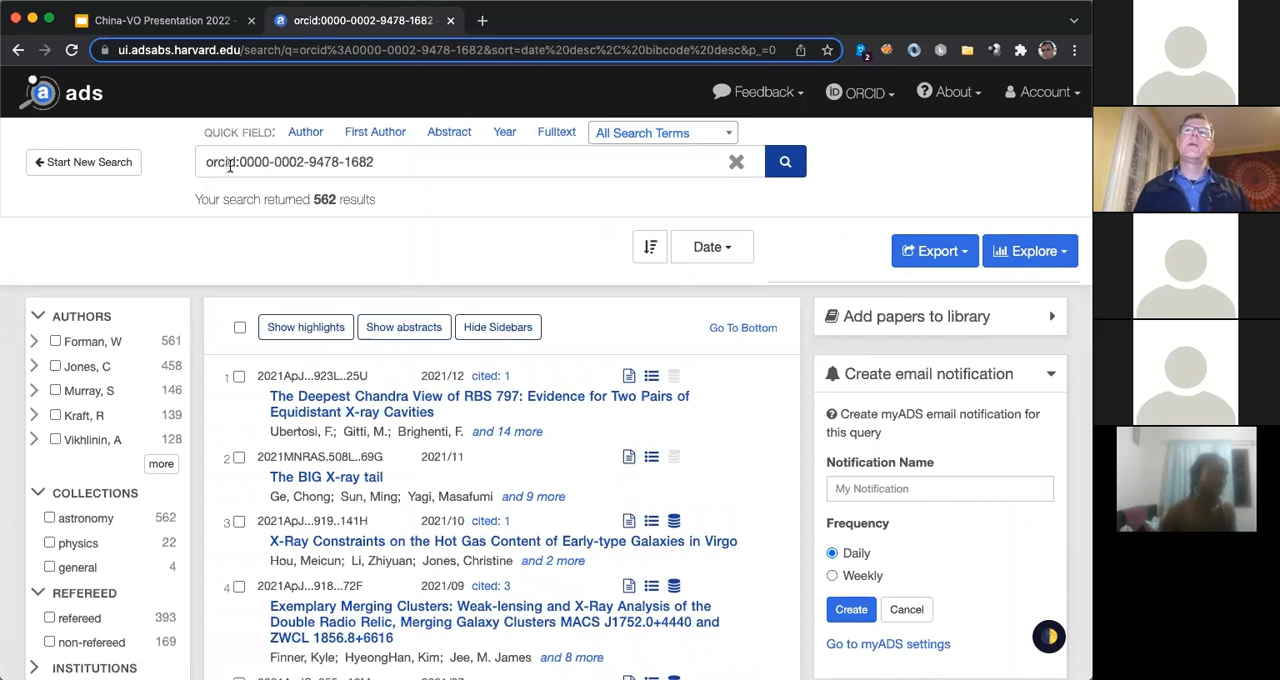 China-VO Presentation 2022 -
orcid:0000-0002-9478-1682
ui.adsabs.harvard.edu/search/q=orcid%3A0000-0002-9478-1682&sort=date%20desc%2C%20bibcode%20desc&p_=0
2
ads
Feedback
iD ORCID
About
Account
QUICK FIELD: Author First Author Abstract Year Fulltext All Search Terms
Start New Search
orcid:0000-0002-9478-1682
Your search returned 562 results
Date
Export
Explore
AUTHORS
Forman, W 561
Jones, C 458
Murray, S 146
Kraft, R 139
Vikhlinin, A 128
more
COLLECTIONS
astronomy 562
physics 22
general 4
REFEREED
refereed 393
non-refereed 169
INSTITUTIONS
Show highlights Show abstracts Hide Sidebars Go To Bottom
1 2021ApJ...923L..25U 2021/12 cited: 1
The Deepest Chandra View of RBS 797: Evidence for Two Pairs of
Equidistant X-ray Cavities
Ubertosi, F.; Gitti, M.; Brighenti, F. and 14 more
2 2021MNRAS.508L..69G 2021/11
The BIG X-ray tail
Ge, Chong; Sun, Ming; Yagi, Masafumi and 9 more
3 2021ApJ...919..141H 2021/10 cited: 1
X-Ray Constraints on the Hot Gas Content of Early-type Galaxies in Virgo
Hou, Meicun; Li, Zhiyuan; Jones, Christine and 2 more
4 2021ApJ...918...72F 2021/09 cited: 3
Exemplary Merging Clusters: Weak-lensing and X-Ray Analysis of the
Double Radio Relic, Merging Galaxy Clusters MACS J1752.0+4440 and
ZWCL 1856.8+6616
Finner, Kyle; HyeongHan, Kim; Jee, M. James and 8 more
Add papers to library
Create email notification
Create myADS email notification for
this query
Notification Name
My Notification
Frequency
Daily
Weekly
Create Cancel
Go to myADS settings